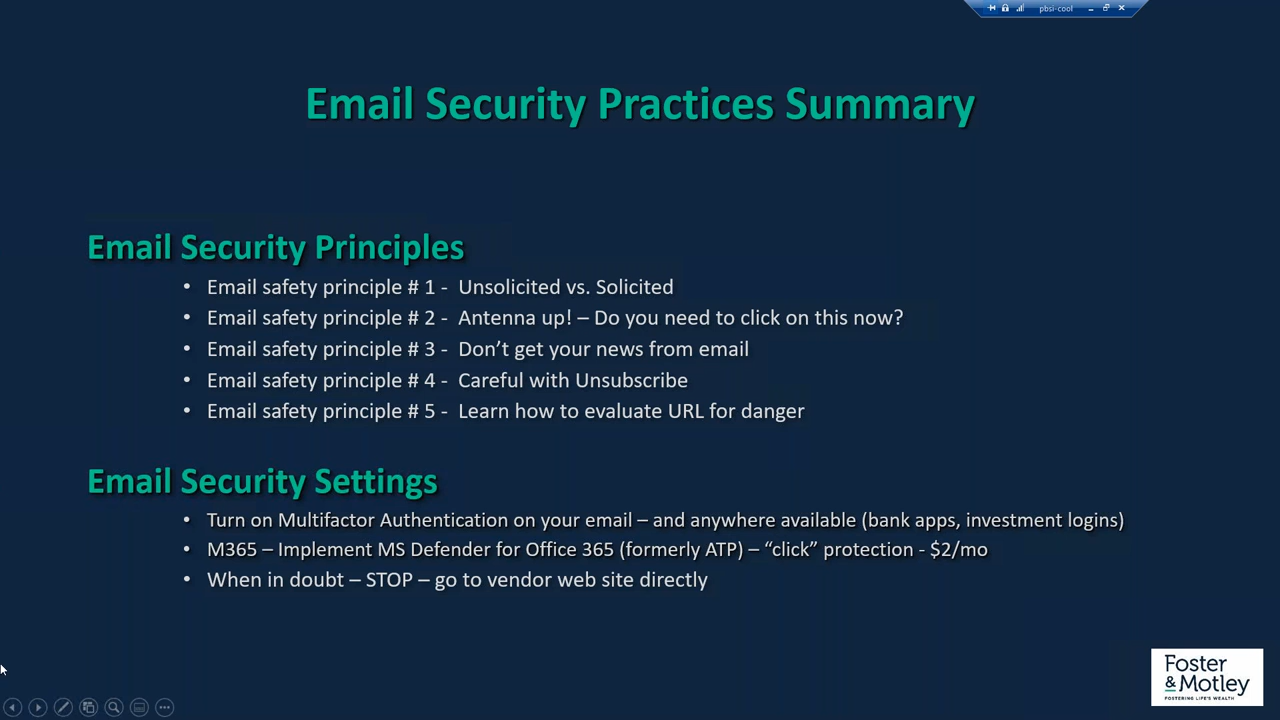 pbsi-cool
Email Security Practices Summary
Email Security Principles
• Email safety principle # 1 - Unsolicited vs. Solicited
• Email safety principle # 2 - Antenna up! – Do you need to click on this now?
• Email safety principle # 3 - Don’t get your news from email
• Email safety principle # 4 - Careful with Unsubscribe
• Email safety principle # 5 - Learn how to evaluate URL for danger
Email Security Settings
• Turn on Multifactor Authentication on your email – and anywhere available (bank apps, investment logins)
• M365 – Implement MS Defender for Office 365 (formerly ATP) – “click” protection - $2/mo
• When in doubt – STOP – go to vendor web site directly
Foster
& Motley
FOSTERING LIFE'S WEALTH